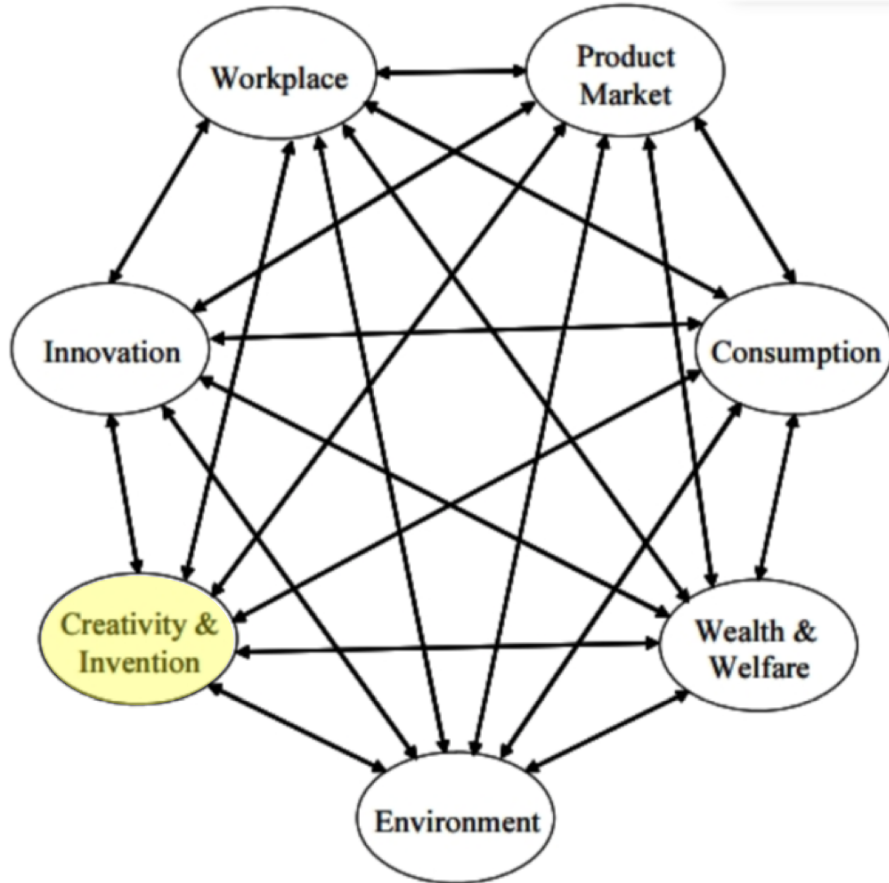 Workplace
Product
Market
Innovation
Consumption
Creativity &
Invention
Wealth &
Welfare
Environment